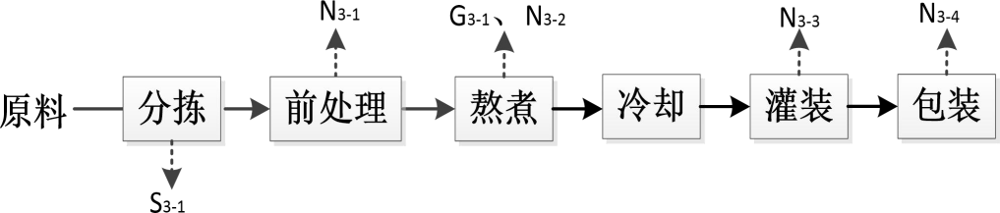 N3-1
G3-1、 N3-2
N3-3
N3-4
原料
分拣
前处理
熬煮
冷却
灌装
包装
S3-1